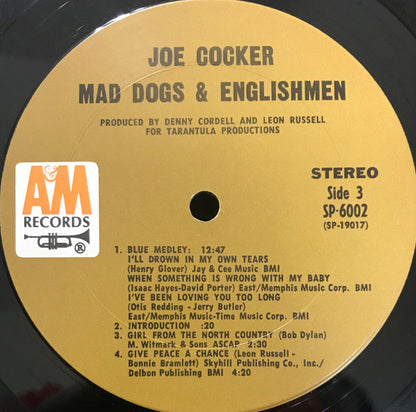 JOE COCKER
MAD DOGS & ENGLISHMEN
PRODUCED BY DENNY CORDELL AND LEON RUSSELL
FOR TARANTULA PRODUCTIONS
A&M
RECORDS
®
STEREO
Side 3
SP-6002
(SP-19017)
1. BLUE MEDLEY: 12:47
I'LL DROWN IN MY OWN TEARS
(Henry Glover) Jay & Cee Music BMI
WHEN SOMETHING IS WRONG WITH MY BABY
(Isaac Hayes-David Porter) East/Memphis Music Corp. BMI
I'VE BEEN LOVING YOU TOO LONG
(Otis Redding - Jerry Butler)
East/Memphis Music-Time Music Corp. BMI
2. INTRODUCTION :20
3. GIRL FROM THE NORTH COUNTRY (Bob Dylan)
M. Witmark & Sons ASCAP 2:30
4. GIVE PEACE A CHANCE (Leon Russell -
Bonnie Bramlett) Skyhill Publishing Co., Inc./
Delbon Publishing BMI 4:20